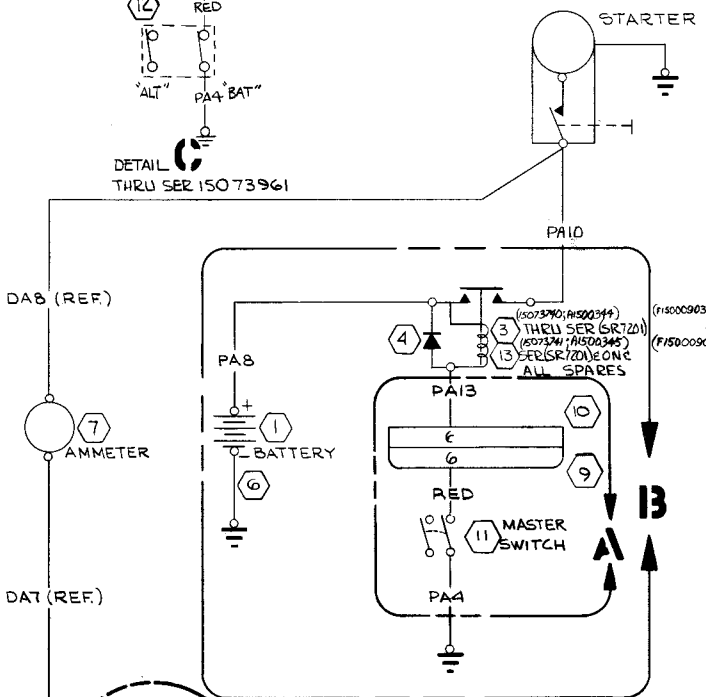 12
RED
"ALT"
PA4 "BAT"
DETAIL C
THRU SER 15073961
STARTER
PA10
DA8 (REF.)
(15073740; A1500344)
(F15000903
3
THRU SER (SR7201)
4
(15073741; A1500345)
(F1500090
13
SER (SR7201) & ON &
ALL SPARES
PA8
PA13
10
+
7
AMMETER
1
- BATTERY
6
9
RED
B
11
MASTER
SWITCH
A
PA4
DA7 (REF.)